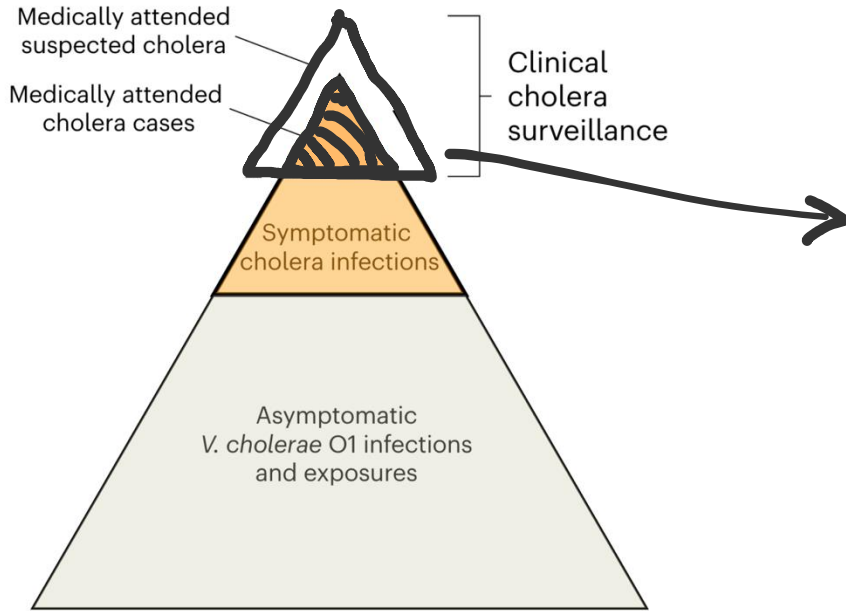 Medically attended
suspected cholera
Medically attended
cholera cases
Clinical
cholera
surveillance
Symptomatic
cholera infections
Asymptomatic
V. cholerae O1 infections
and exposures